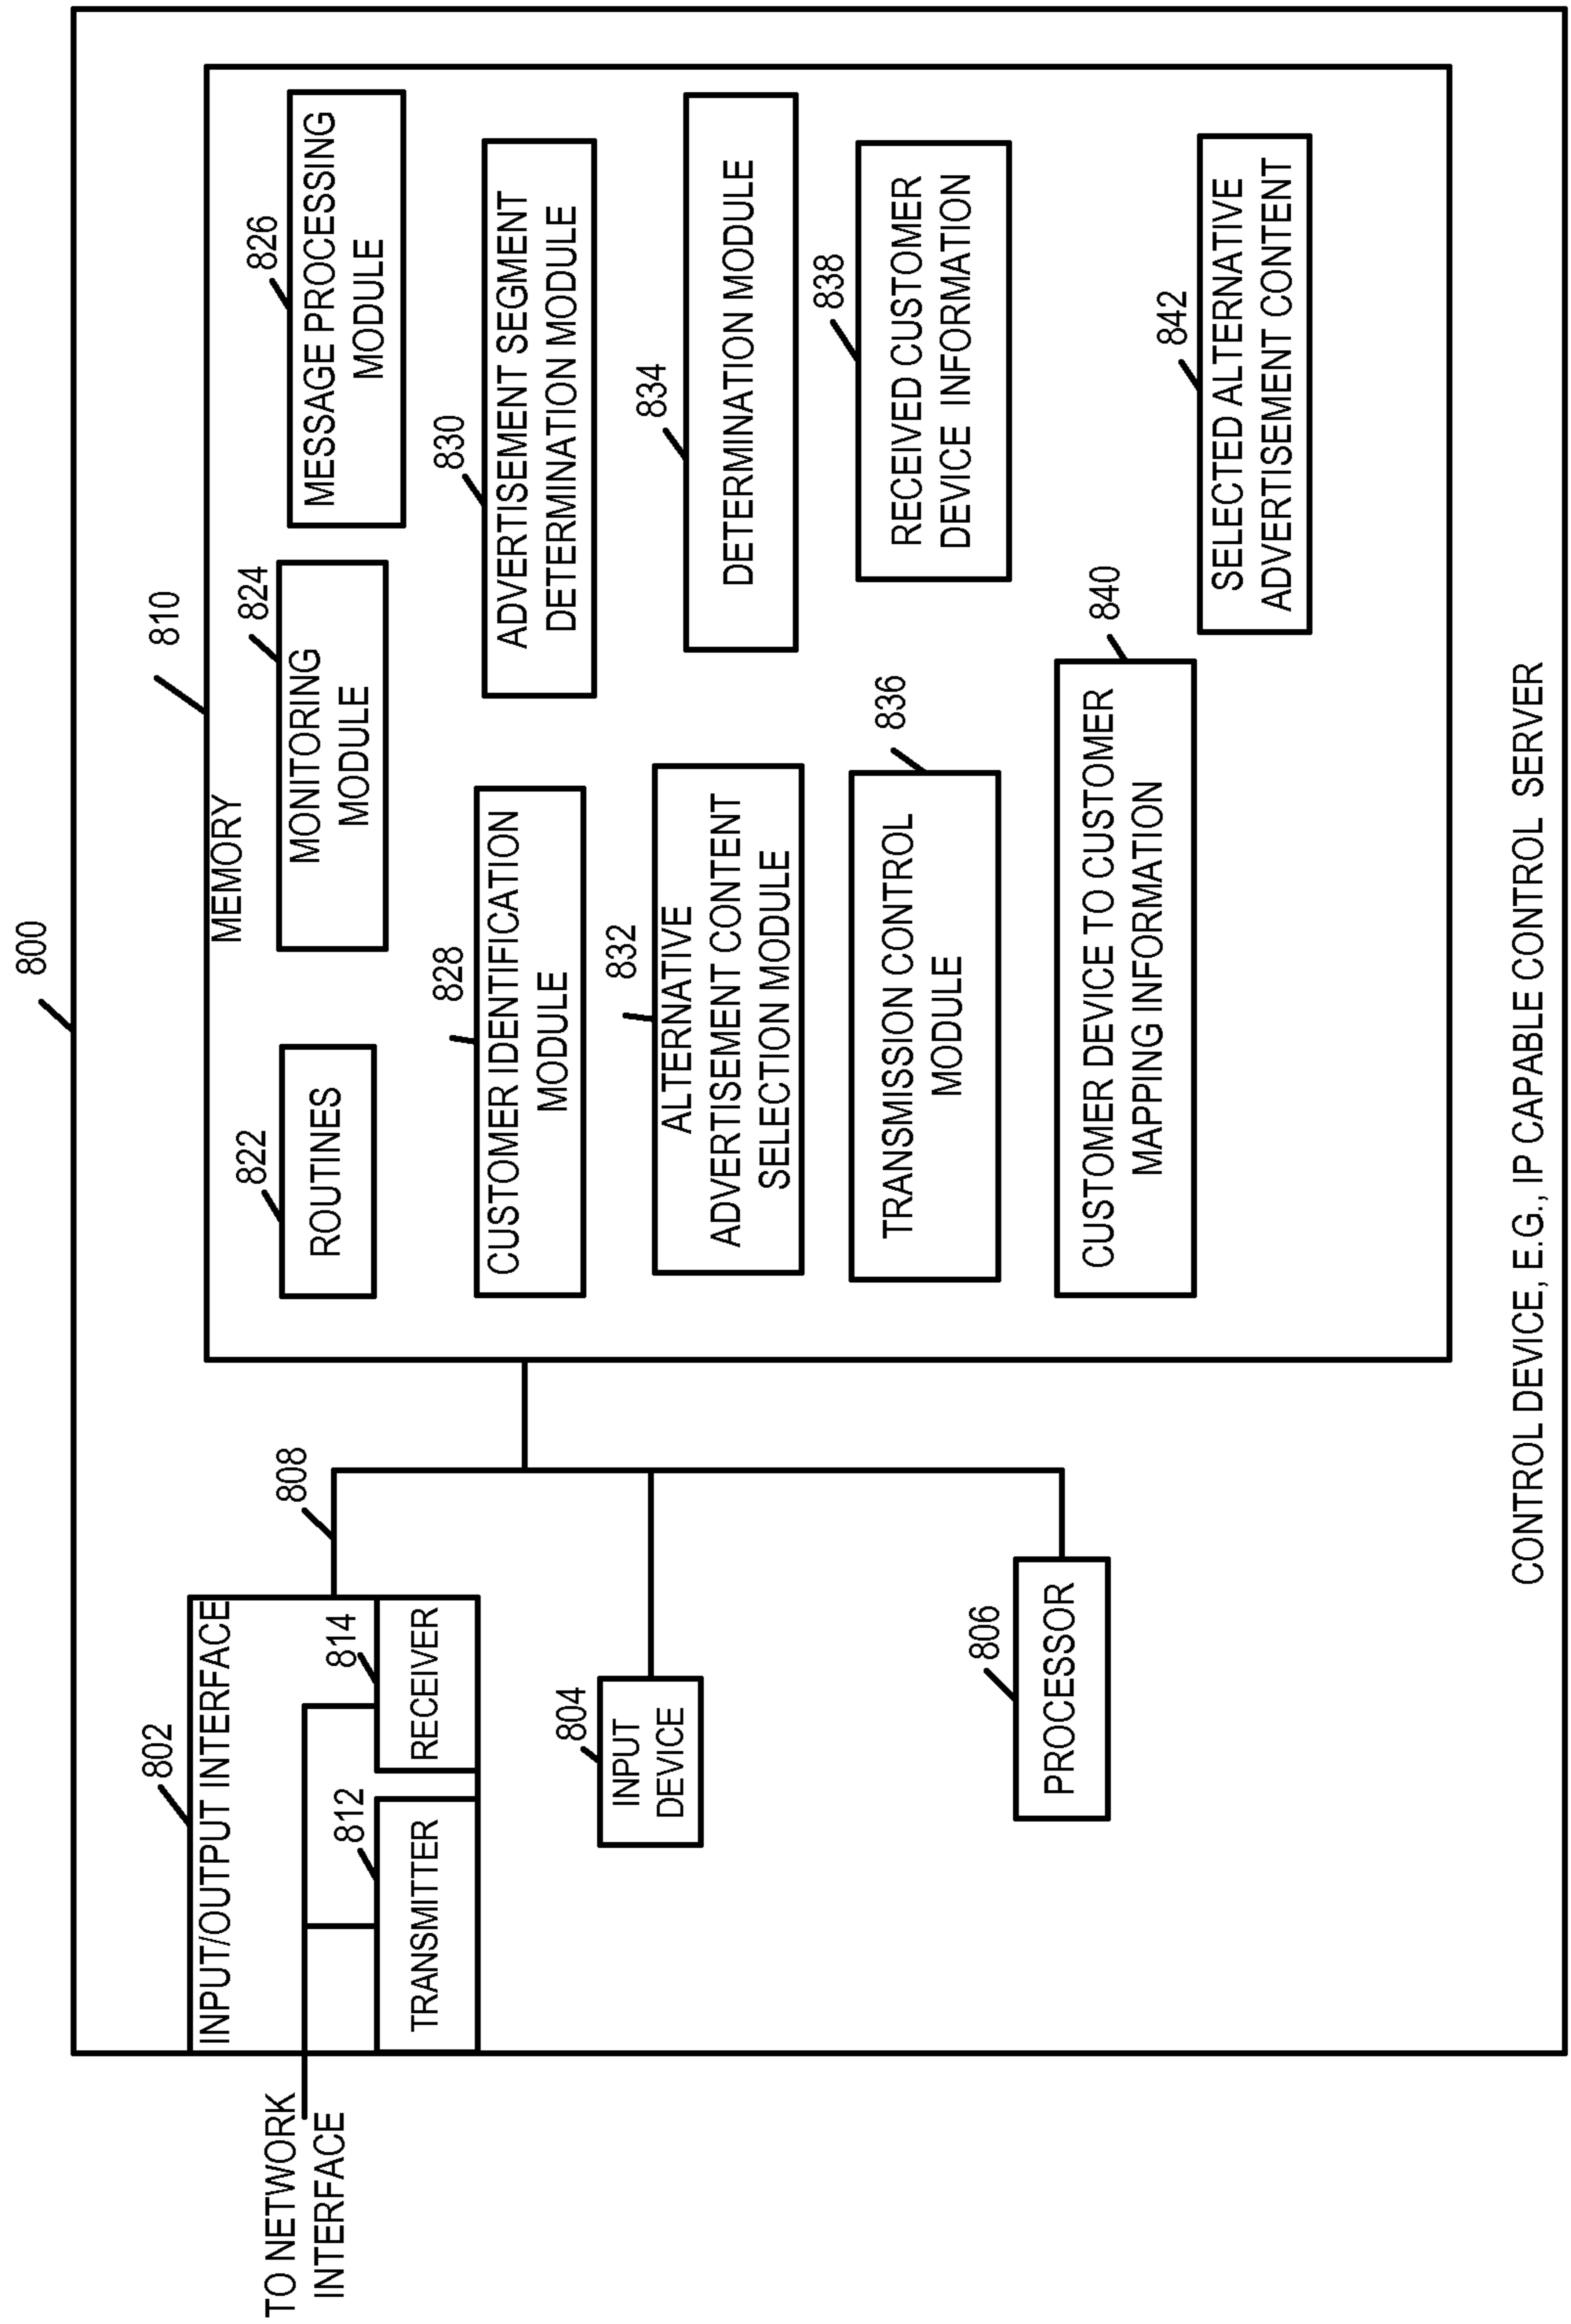 800
810
802
INPUT/OUTPUT INTERFACE
TO NETWORK
INTERFACE
812
TRANSMITTER
814
RECEIVER
808
804
INPUT
DEVICE
806
PROCESSOR
MEMORY
822
ROUTINES
824
MONITORING
MODULE
826
MESSAGE PROCESSING
MODULE
828
CUSTOMER IDENTIFICATION
MODULE
830
ADVERTISEMENT SEGMENT
DETERMINATION MODULE
832
ALTERNATIVE
ADVERTISEMENT CONTENT
SELECTION MODULE
834
DETERMINATION MODULE
836
TRANSMISSION CONTROL
MODULE
838
RECEIVED CUSTOMER
DEVICE INFORMATION
840
CUSTOMER DEVICE TO CUSTOMER
MAPPING INFORMATION
842
SELECTED ALTERNATIVE
ADVERTISEMENT CONTENT
CONTROL DEVICE, E.G., IP CAPABLE CONTROL SERVER